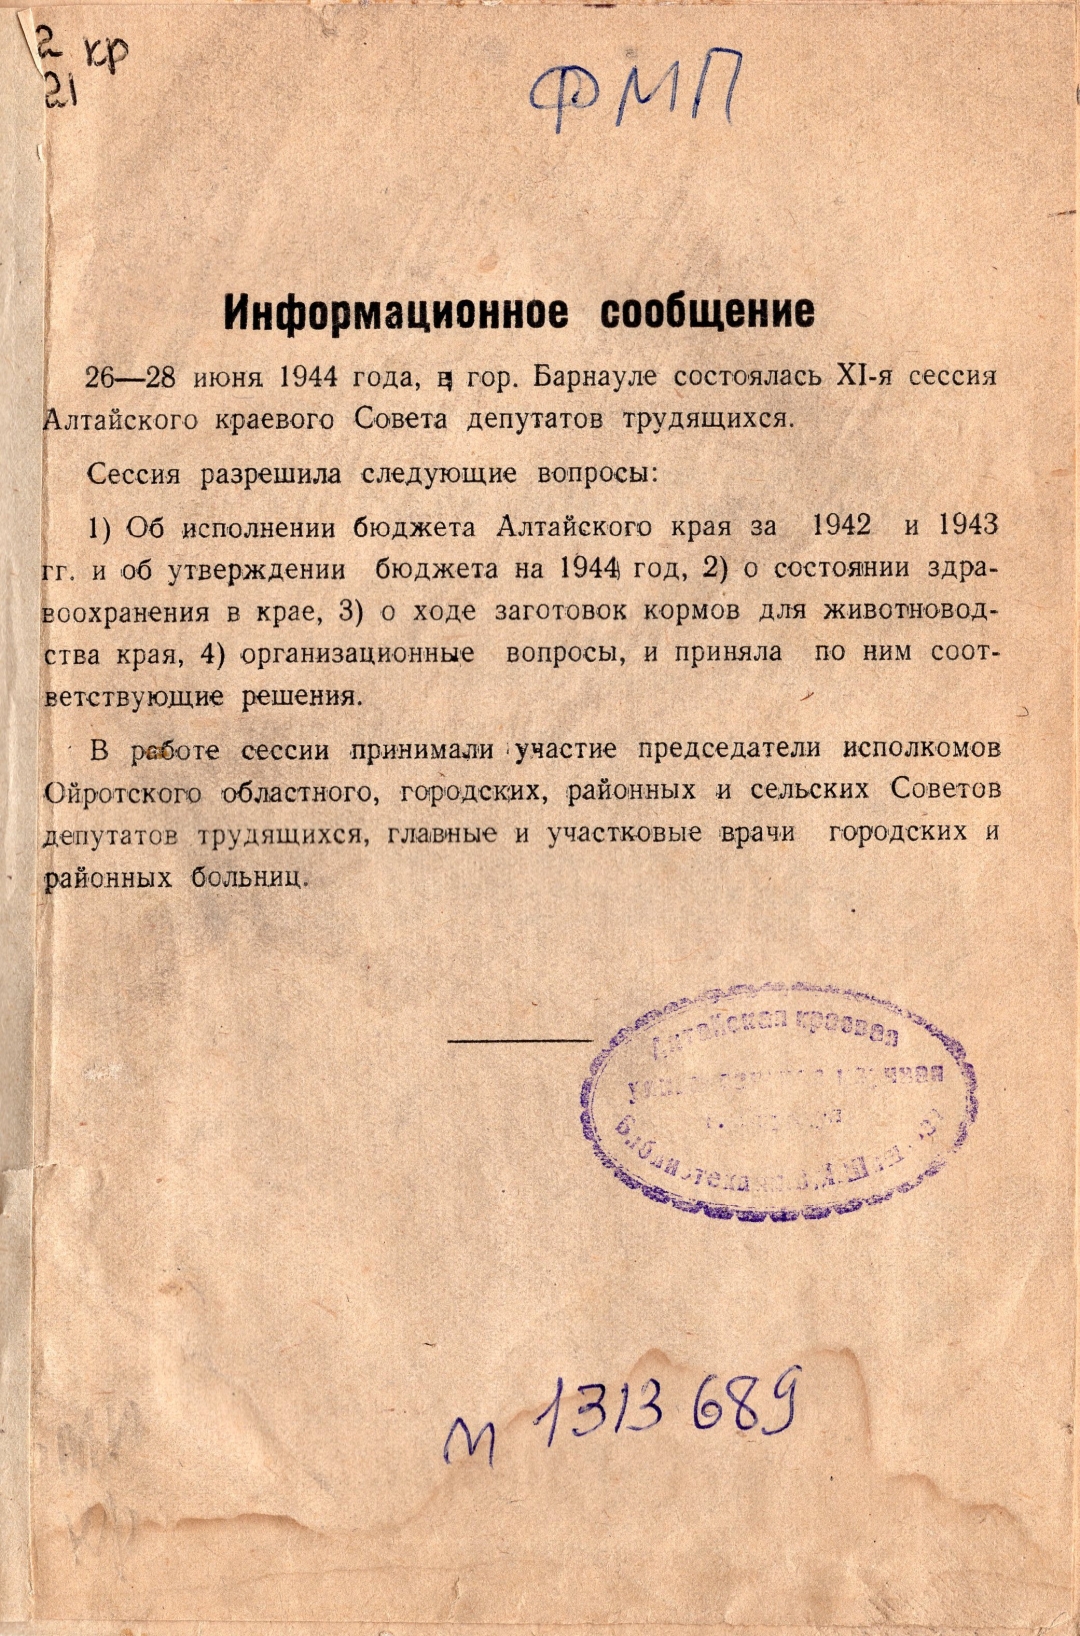 2 кр
21
ФМП
Информационное сообщение
26—28 июня 1944 года, в гор. Барнауле состоялась XI-я сессия
Алтайского краевого Совета депутатов трудящихся.
Сессия разрешила следующие вопросы:
1) Об исполнении бюджета Алтайского края за 1942 и 1943
гг. и об утверждении бюджета на 1944 год, 2) о состоянии здра-
воохранения в крае, 3) о ходе заготовок кормов для животновод-
ства края, 4) организационные вопросы, и приняла по ним соот-
ветствующие решения.
В работе сессии принимали участие председатели исполкомов
Ойротского областного, городских, районных и сельских Советов
депутатов трудящихся, главные и участковые врачи городских и
районных больниц.
Алтайская краевая
м 1313689